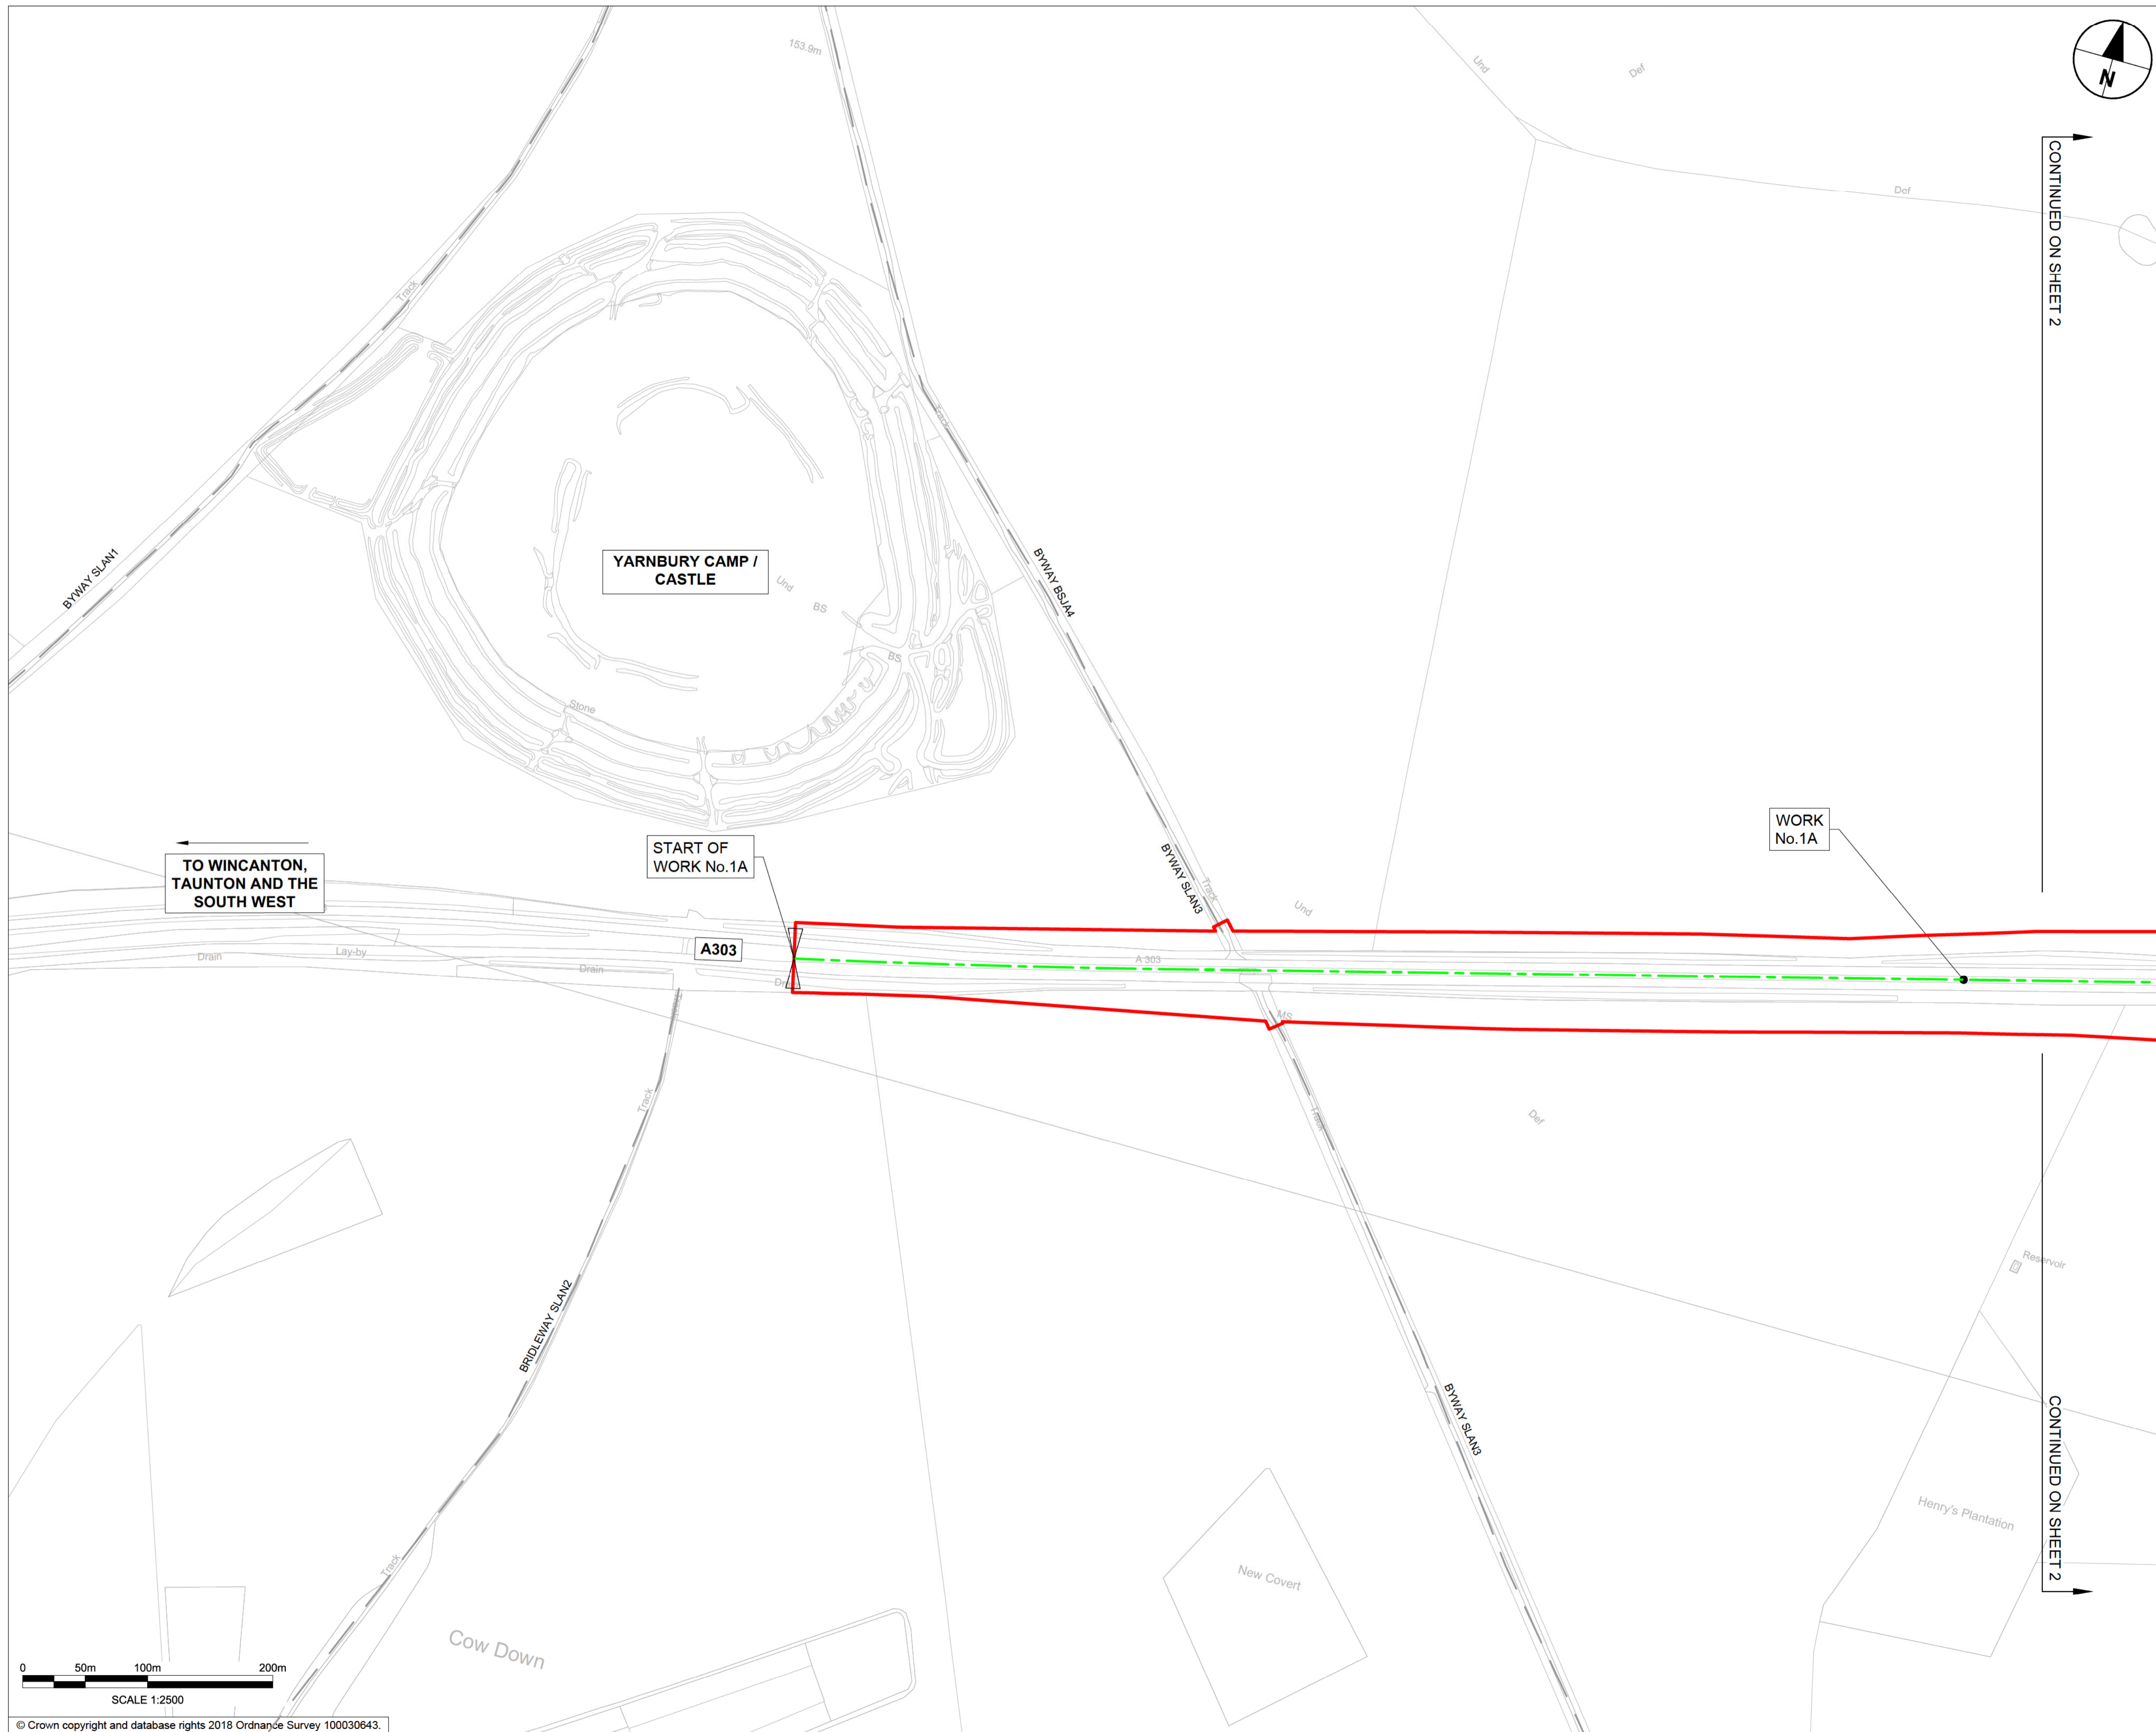 153.9m
Und
Def
N
CONTINUED ON SHEET 2
Def
Track
Track
BYWAY SLAN1
YARNBURY CAMP /
CASTLE
Und
BS
BS
Stone
BYWAY BSJA4
WORK
No.1A
START OF
WORK No.1A
TO WINCANTON,
TAUNTON AND THE
SOUTH WEST
BYWAY SLAN3
Track
Und
A303
Lay-by
Drain
Drain
A 303
Track
MS
Track
Track
Def
Reservoir
BRIDLEWAY SLAN2
BYWAY SLAN3
CONTINUED ON SHEET 2
Henry's Plantation
Track
New Covert
Cow Down
0 50m 100m 200m
SCALE 1:2500
© Crown copyright and database rights 2018 Ordnance Survey 100030643.